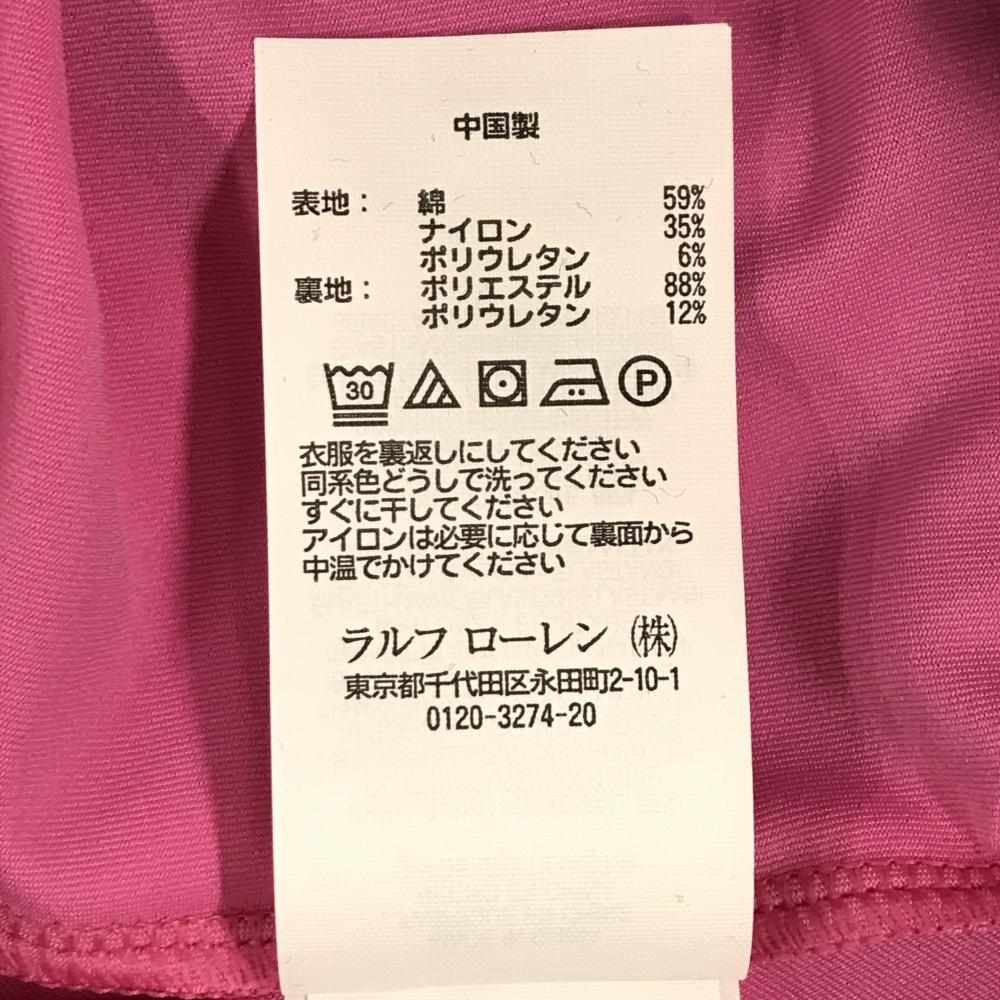 中国製
表地： 綿 59%
ナイロン 35%
ポリウレタン 6%
裏地： ポリエステル 88%
ポリウレタン 12%
30 P
衣服を裏返しにしてください
同系色どうしで洗ってください
すぐに干してください
アイロンは必要に応じて裏面から
中温でかけてください
ラルフ ローレン（株）
東京都千代田区永田町2-10-1
0120-3274-20